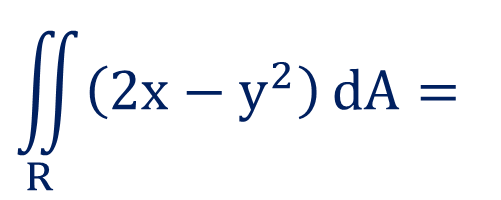 ∬(2x – y²) dA =
R